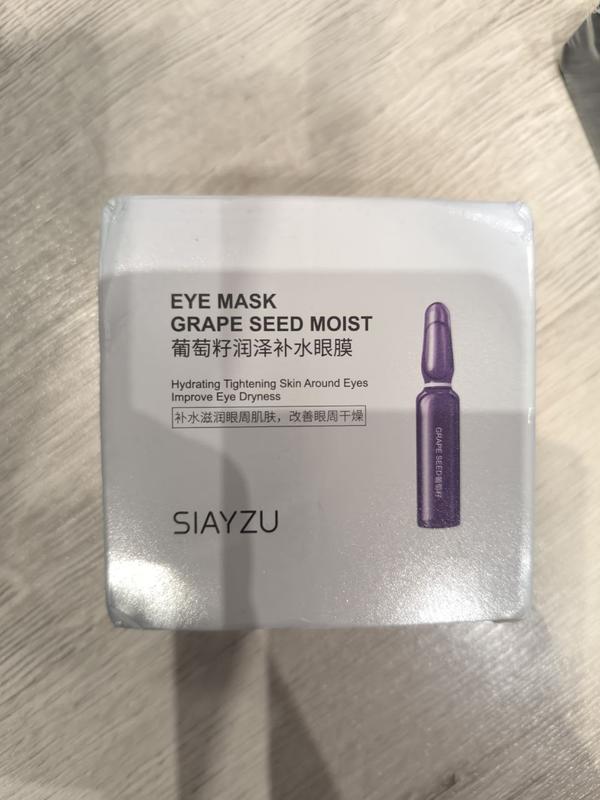 EYE MASK
GRAPE SEED MOIST
葡萄籽润泽补水眼膜
Hydrating Tightening Skin Around Eyes
Improve Eye Dryness
补水滋润眼周肌肤，改善眼周干燥
GRAPE SEED葡萄籽
SIAYZU